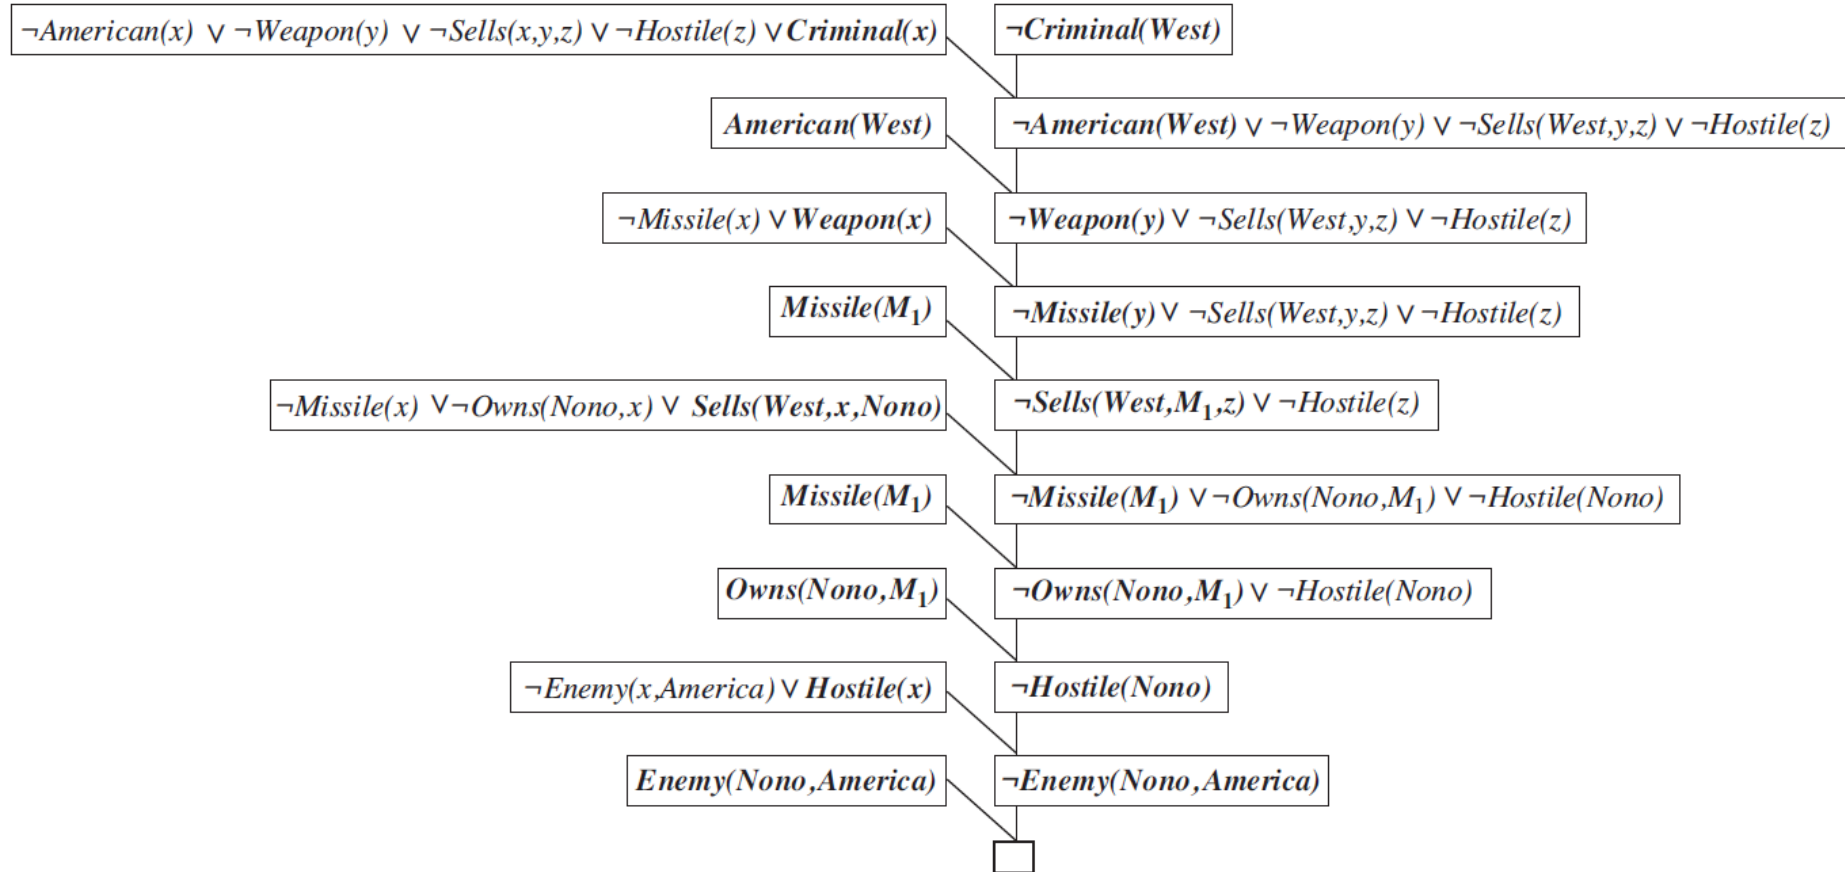 ¬American(x) ∨ ¬Weapon(y) ∨ ¬Sells(x,y,z) ∨ ¬Hostile(z) ∨ Criminal(x) ¬Criminal(West)
American(West) ¬American(West) ∨ ¬Weapon(y) ∨ ¬Sells(West,y,z) ∨ ¬Hostile(z)
¬Missile(x) ∨ Weapon(x) ¬Weapon(y) ∨ ¬Sells(West,y,z) ∨ ¬Hostile(z)
Missile(M₁) ¬Missile(y) ∨ ¬Sells(West,y,z) ∨ ¬Hostile(z)
¬Missile(x) ∨ ¬Owns(Nono,x) ∨ Sells(West,x,Nono) ¬Sells(West,M₁,z) ∨ ¬Hostile(z)
Missile(M₁) ¬Missile(M₁) ∨ ¬Owns(Nono,M₁) ∨ ¬Hostile(Nono)
Owns(Nono,M₁) ¬Owns(Nono,M₁) ∨ ¬Hostile(Nono)
¬Enemy(x,America) ∨ Hostile(x) ¬Hostile(Nono)
Enemy(Nono,America) ¬Enemy(Nono,America)